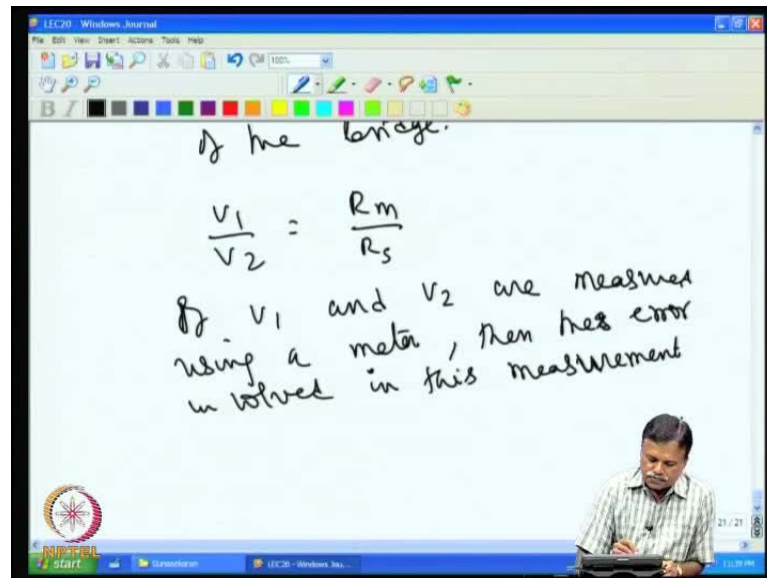 LEC20 - Windows Journal
File Edit View Insert Actions Tools Help
100%
B I
of the bridge.
V1 / V2 = Rm / Rs
If V1 and V2 are measured
using a meter, then the error
involved in this measurement
21 / 21
NPTEL
start Gunasekaran LEC20 - Windows Jou...